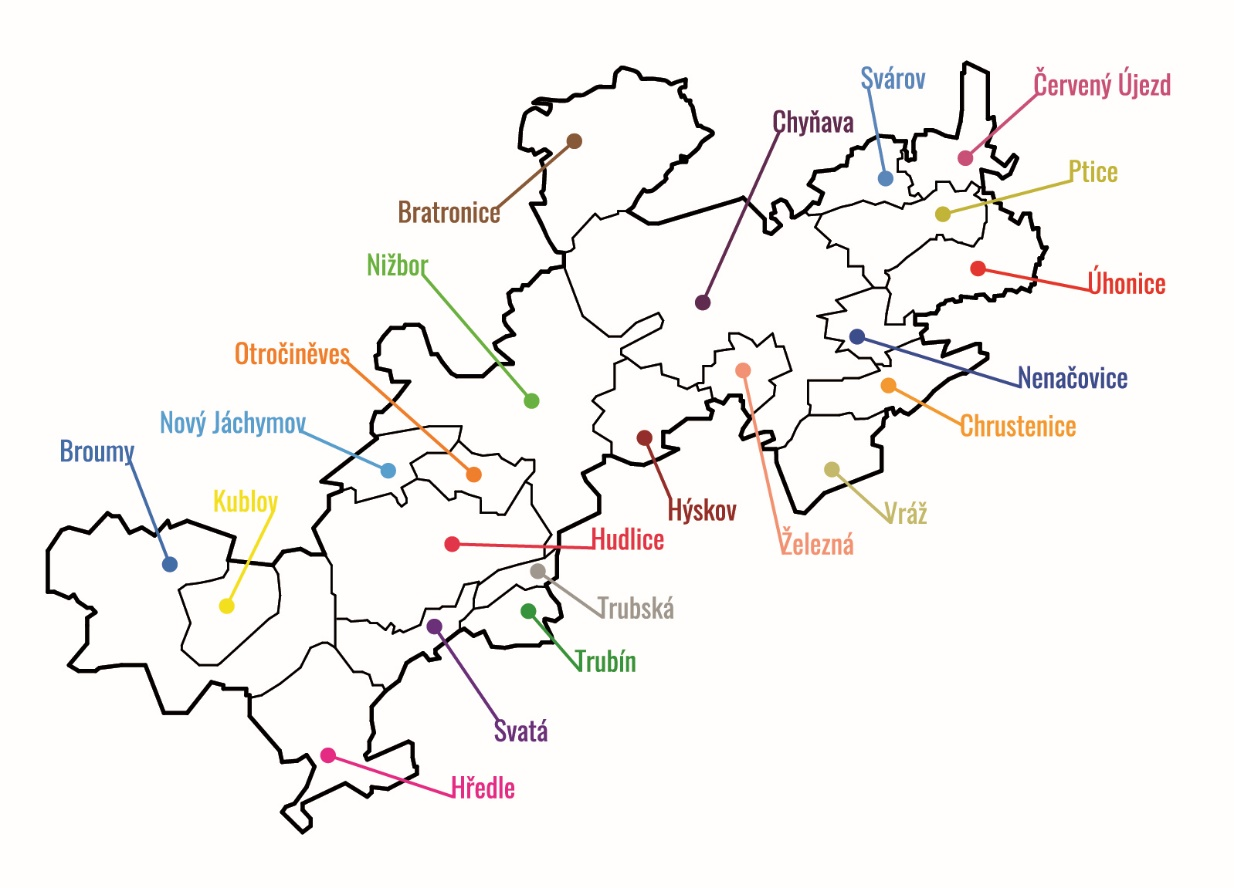 Svárov
Červený Újezd
Chyňava
Ptice
Bratronice
Nižbor
Úhonice
Otročiněves
Nenačovice
Nový Jáchymov
Chrustenice
Broumy
Kublov
Hýskov
Vráž
Hudlice
Železná
Trubská
Trubín
Svatá
Hředle